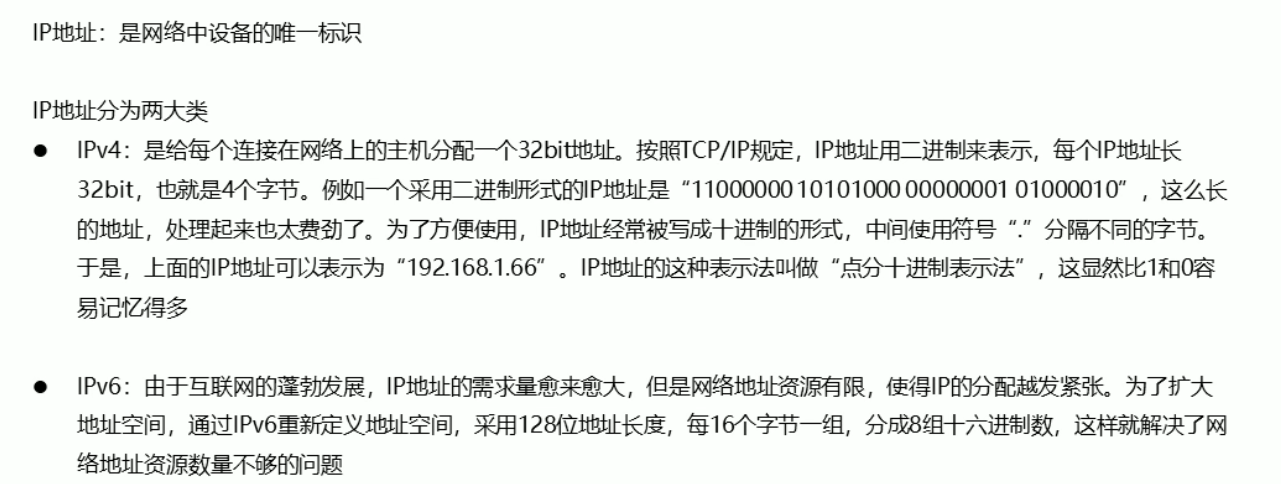 IP地址：是网络中设备的唯一标识
IP地址分为两大类
● IPv4：是给每个连接在网络上的主机分配一个32bit地址。按照TCP/IP规定，IP地址用二进制来表示，每个IP地址长
32bit，也就是4个字节。例如一个采用二进制形式的IP地址是“11000000 10101000 00000001 01000010”，这么长
的地址，处理起来也太费劲了。为了方便使用，IP地址经常被写成十进制的形式，中间使用符号“.”分隔不同的字节。
于是，上面的IP地址可以表示为“192.168.1.66”。IP地址的这种表示法叫做“点分十进制表示法”，这显然比1和0容
易记忆得多
● IPv6：由于互联网的蓬勃发展，IP地址的需求量愈来愈大，但是网络地址资源有限，使得IP的分配越发紧张。为了扩大
地址空间，通过IPv6重新定义地址空间，采用128位地址长度，每16个字节一组，分成8组十六进制数，这样就解决了网
络地址资源数量不够的问题